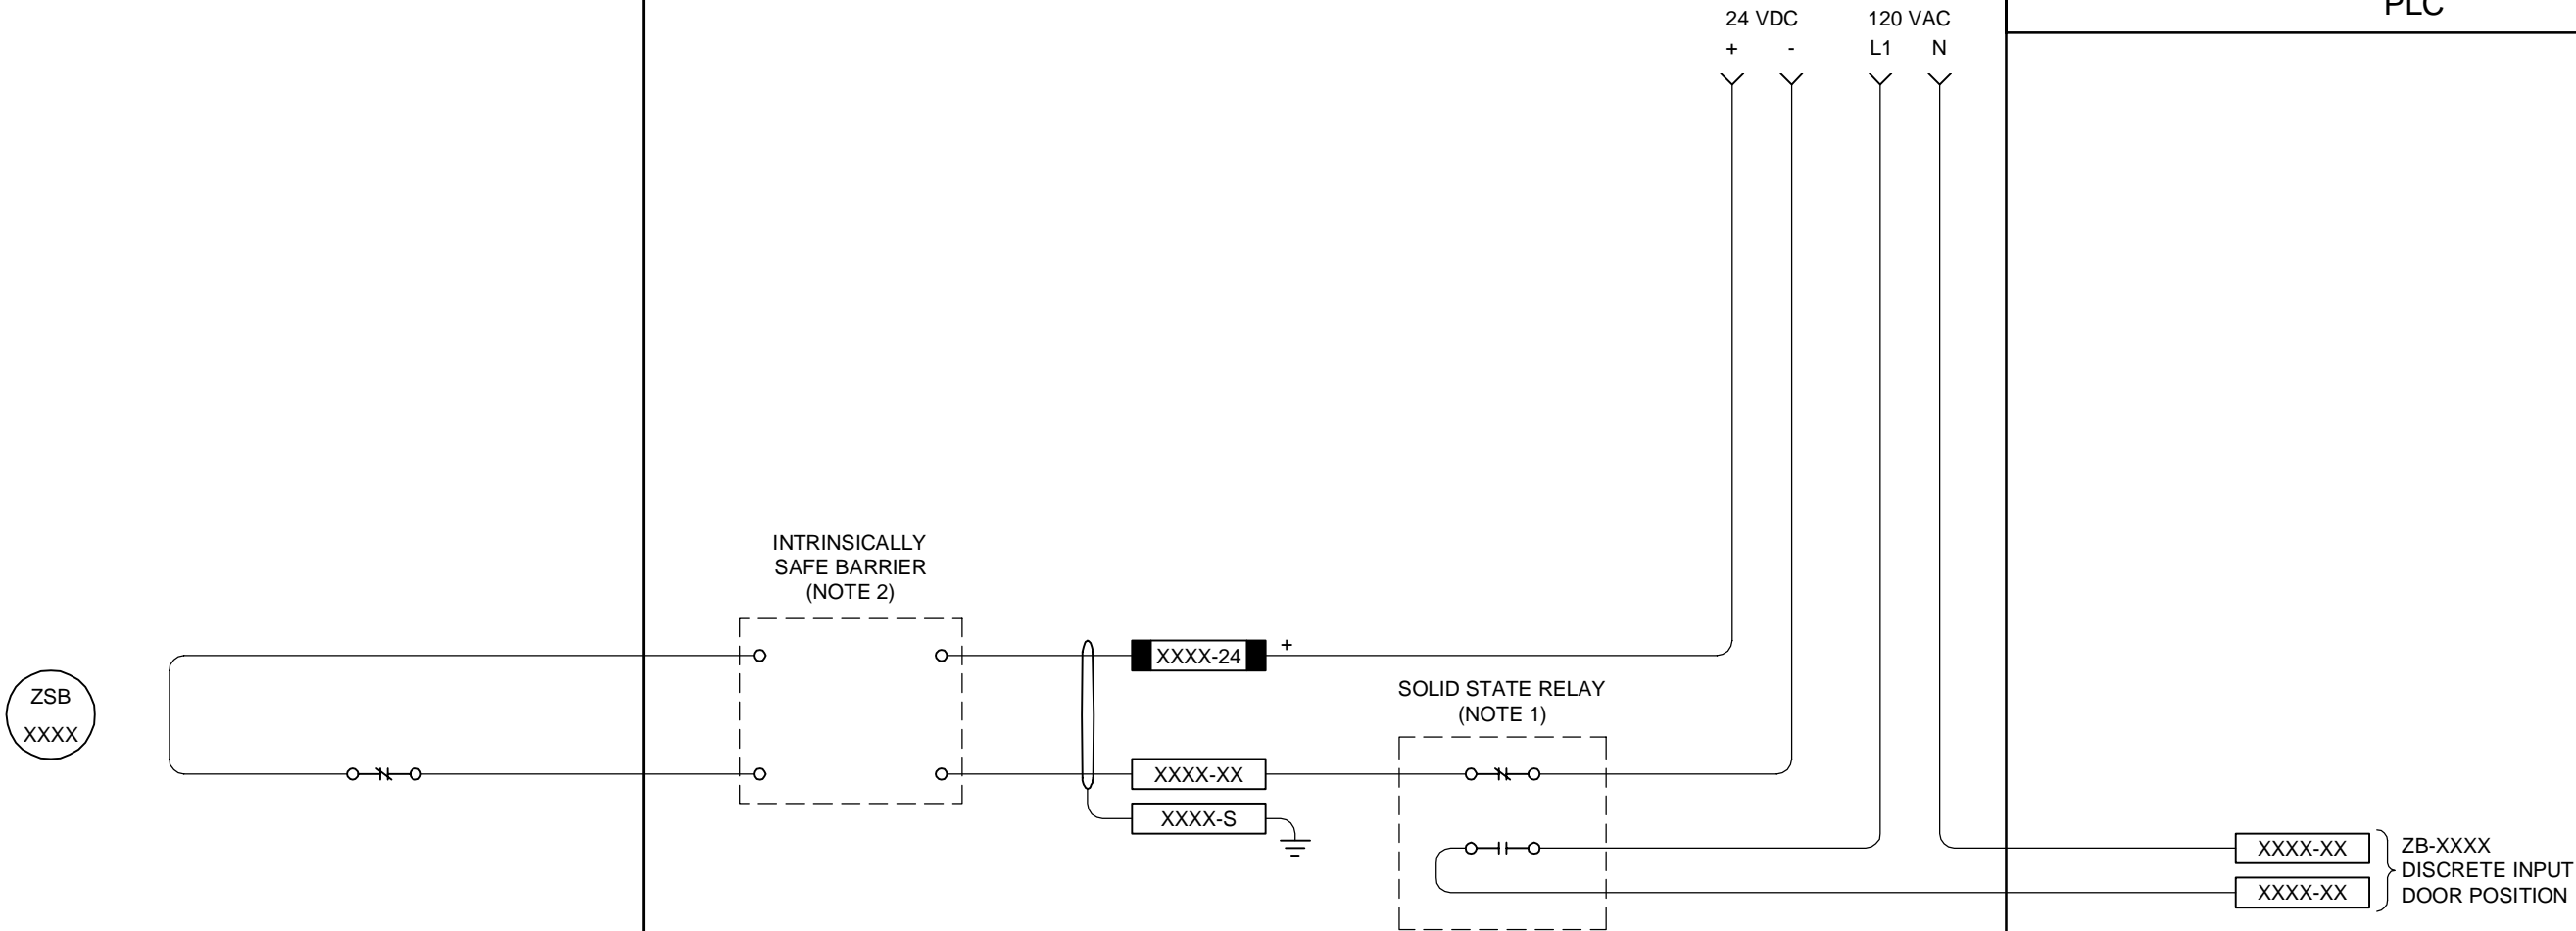 PLC
24 VDC 120 VAC
+ - L1 N
INTRINSICALLY
SAFE BARRIER
(NOTE 2)
XXXX-24 +
SOLID STATE RELAY
(NOTE 1)
ZSB
XXXX
XXXX-XX
XXXX-S
XXXX-XX
XXXX-XX
ZB-XXXX
DISCRETE INPUT
DOOR POSITION